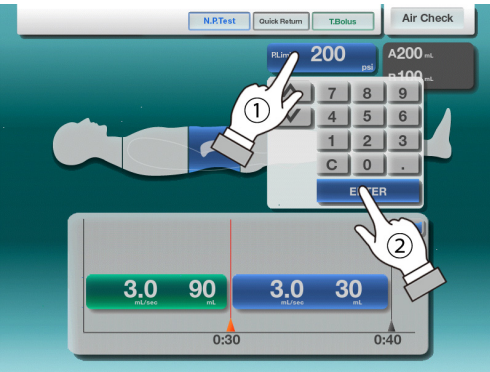 N.P.Test Quick Return T.Bolus Air Check
P.Limit 200 psi
A200 mL
B100 mL
7 8 9
4 5 6
1 2 3
C 0 .
ENTER
①
②
3.0 mL/sec 90 mL 3.0 mL/sec 30 mL
0:30 0:40